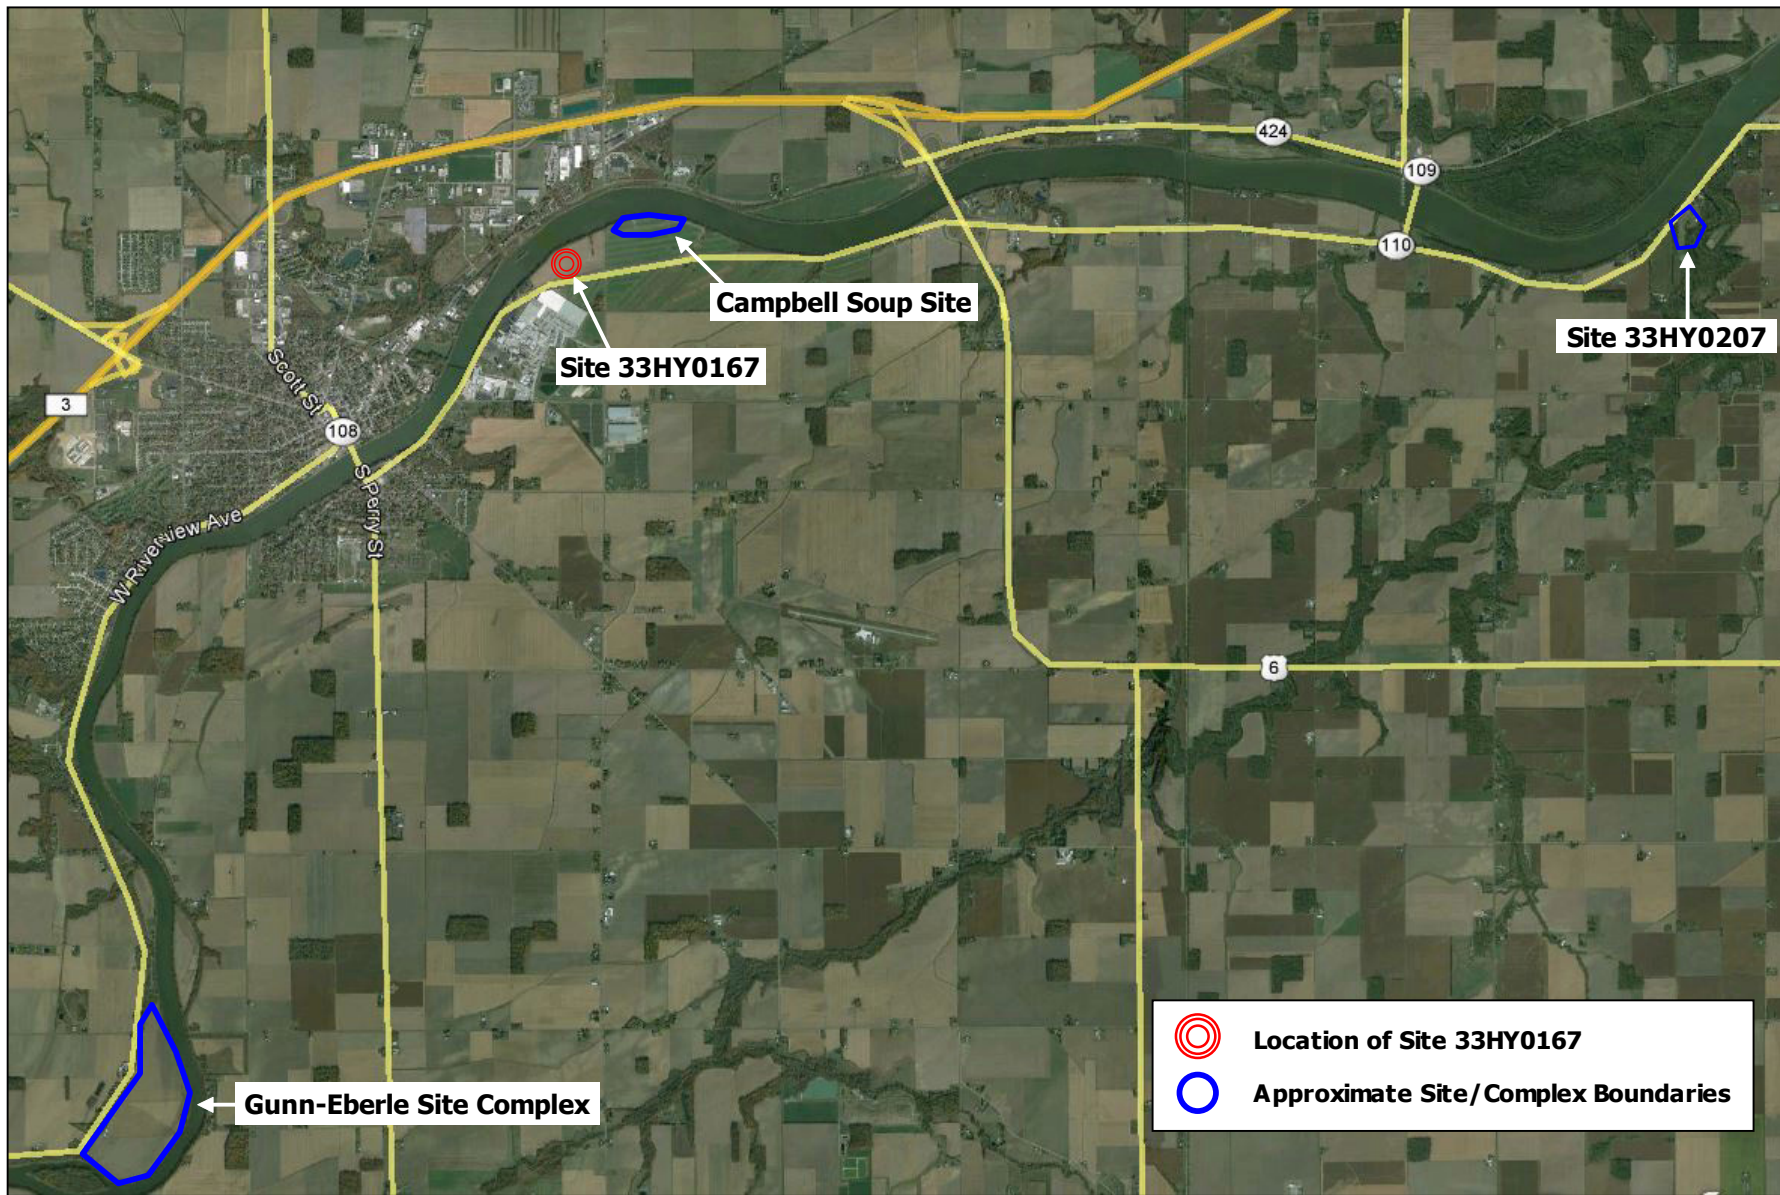 424
109
110
Campbell Soup Site
Site 33HY0207
Site 33HY0167
Scott St
3
108
S Perry St
W Riverview Ave
6
Location of Site 33HY0167
Approximate Site/Complex Boundaries
Gunn-Eberle Site Complex